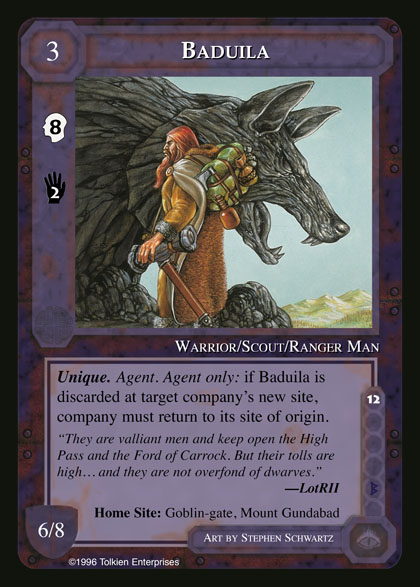 3
BADUILA
8
2
WARRIOR/SCOUT/RANGER MAN
Unique. Agent. Agent only: if Baduila is
discarded at target company's new site,
company must return to its site of origin.
12
“They are valliant men and keep open the High
Pass and the Ford of Carrock. But their tolls are
high… and they are not overfond of dwarves.”
—LotRII
Home Site: Goblin-gate, Mount Gundabad
6/8
ART BY STEPHEN SCHWARTZ
©1996 Tolkien Enterprises